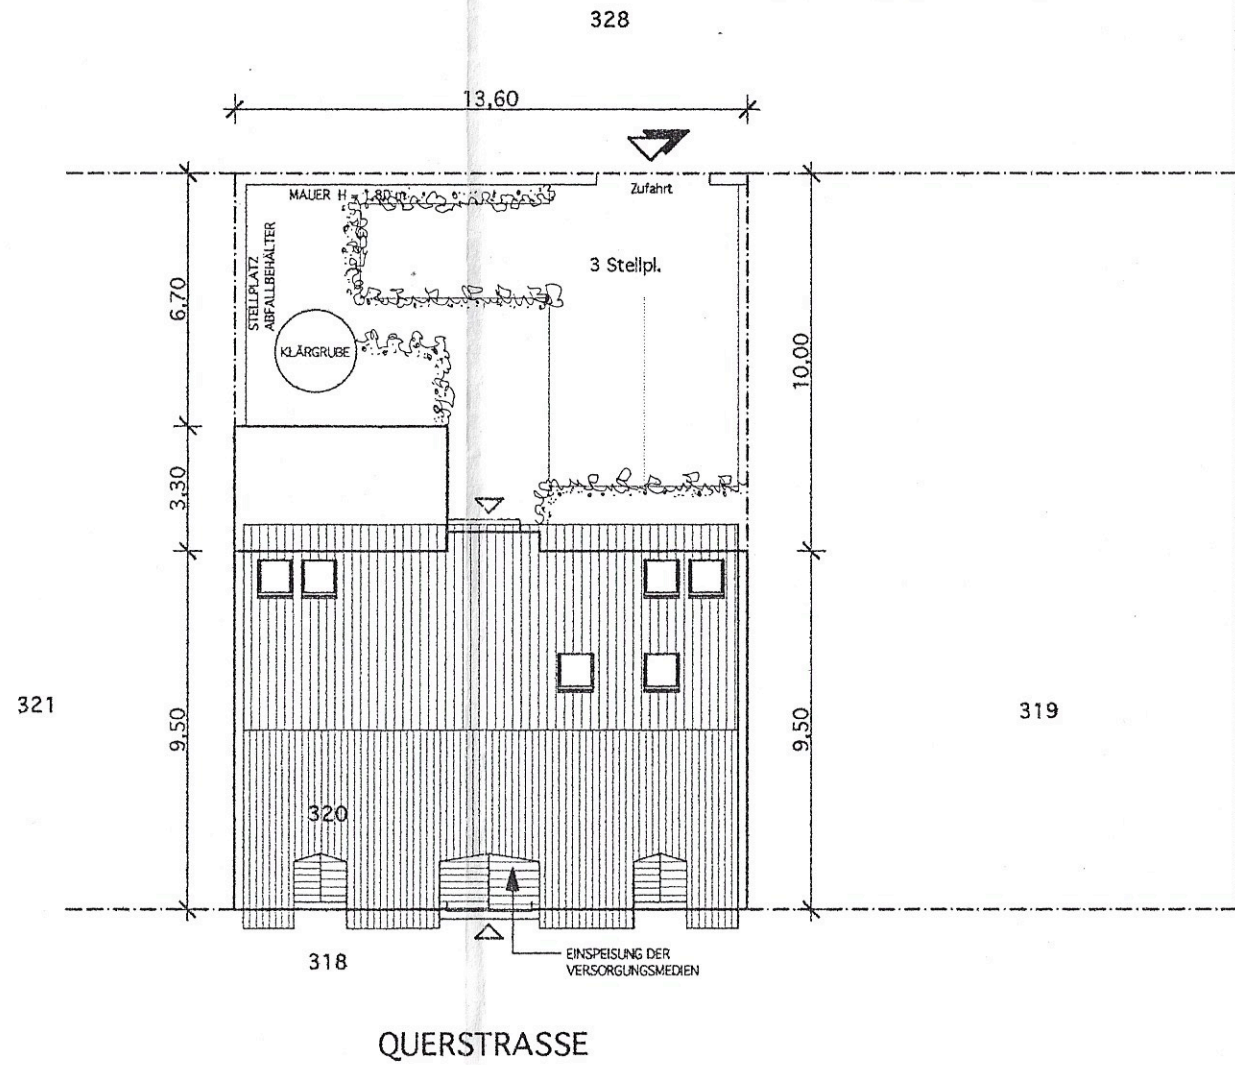 328
13,60
Zufahrt
MAUER H = 1.80 m
STELLPLATZ
ABFALLBEHÄLTER
3 Stellpl.
6,70
KLÄRGRUBE
10,00
3,30
321
319
9,50
9,50
320
EINSPEISUNG DER
VERSORGUNGSMEDIEN
318
QUERSTRASSE